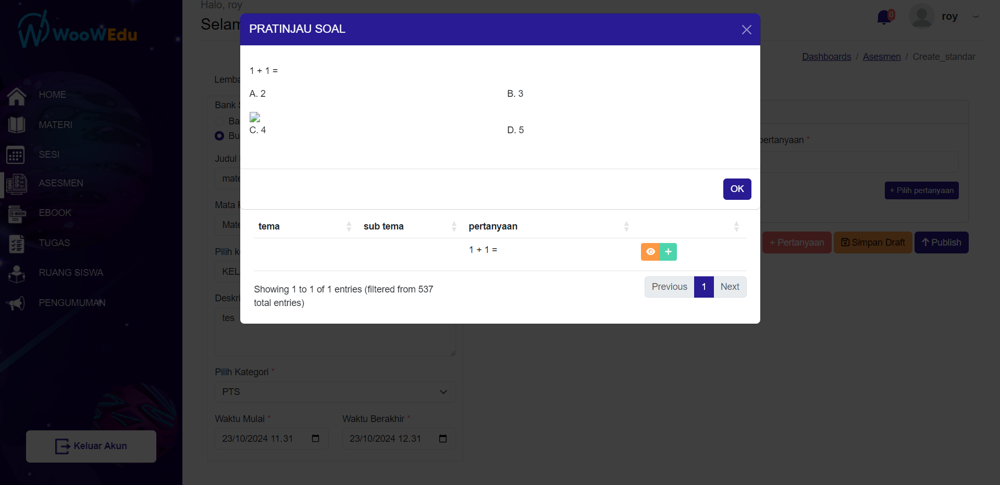 WooWEdu
HOME
MATERI
SESI
ASESMEN
E-BOOK
EBOOK
TUGAS
RUANG SISWA
PENGUMUMAN
Keluar Akun
Halo, roy
Selam
0
roy
Dashboards / Asesmen / Create_standar
PRATINJAU SOAL
1 + 1 =
A. 2
B. 3
C. 4
D. 5
OK
tema
sub tema
pertanyaan
1 + 1 =
Showing 1 to 1 of 1 entries (filtered from 537
total entries)
Previous
1
Next
Lemba
Bank
Ba
Bu
Judul
mate
Mata
Mate
Pilih k
KEL
Deskri
tes
Pilih Kategori *
PTS
Waktu Mulai *
Waktu Berakhir *
23/10/2024 11.31
23/10/2024 12.31
pertanyaan *
+ Pilih pertanyaan
+ Pertanyaan
Simpan Draft
Publish